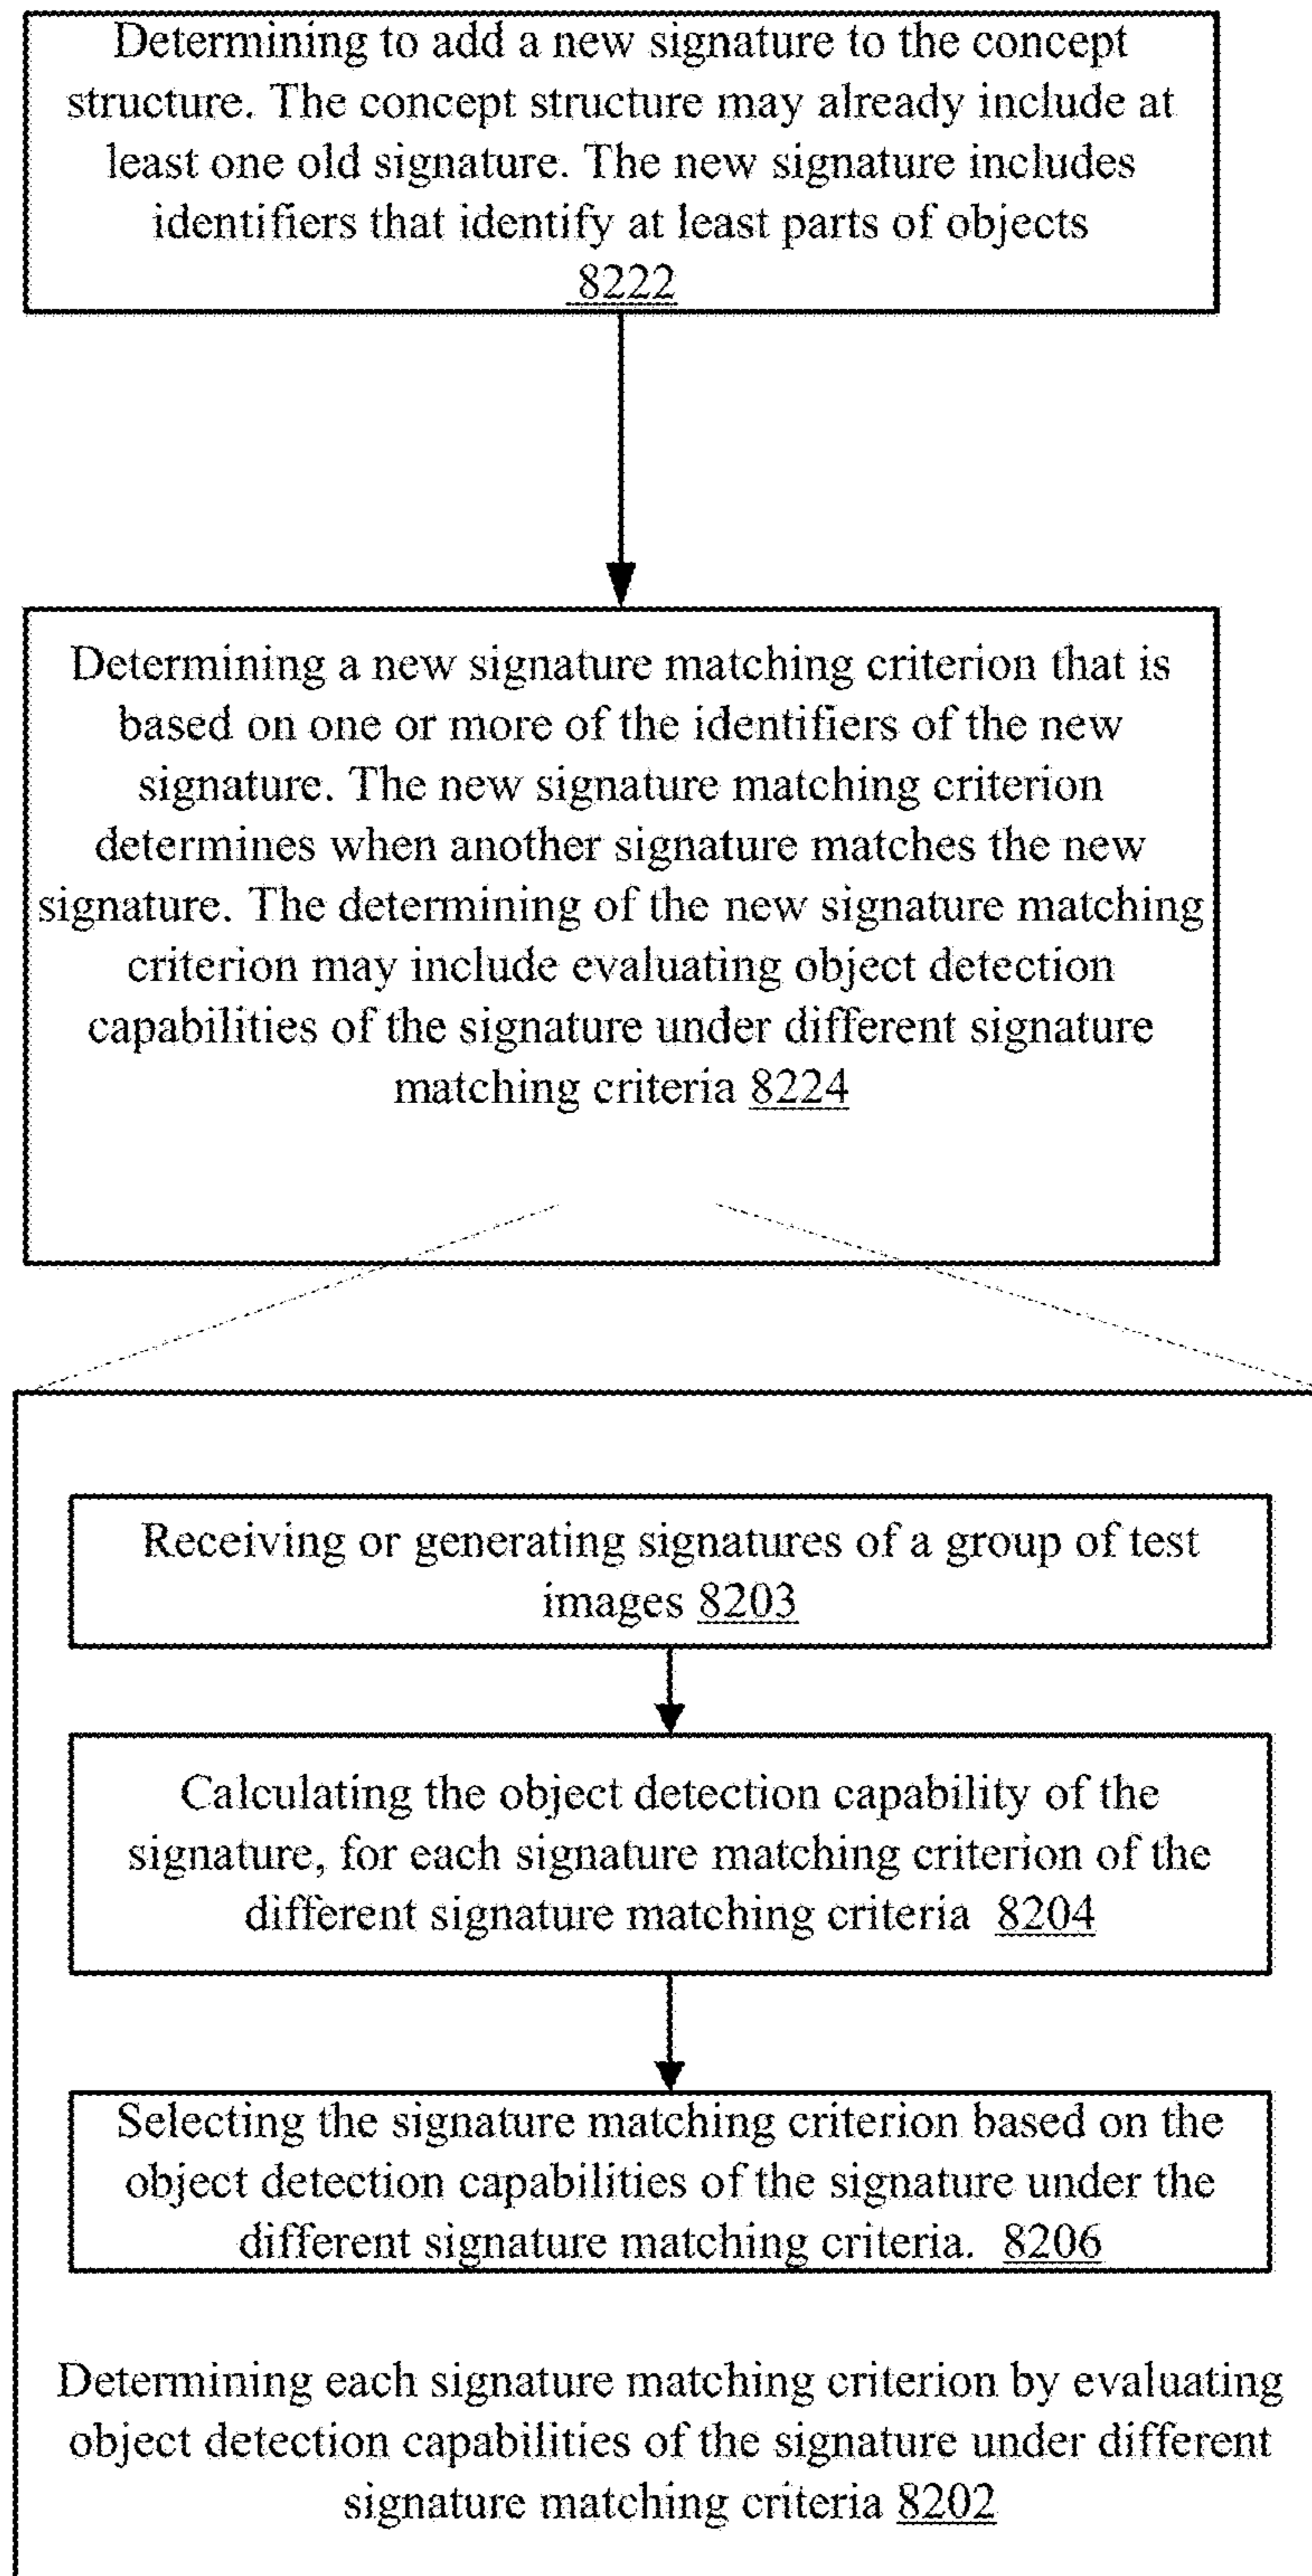 Determining to add a new signature to the concept
structure. The concept structure may already include at
least one old signature. The new signature includes
identifiers that identify at least parts of objects
8222
Determining a new signature matching criterion that is
based on one or more of the identifiers of the new
signature. The new signature matching criterion
determines when another signature matches the new
signature. The determining of the new signature matching
criterion may include evaluating object detection
capabilities of the signature under different signature
matching criteria 8224
Receiving or generating signatures of a group of test
images 8203
Calculating the object detection capability of the
signature, for each signature matching criterion of the
different signature matching criteria 8204
Selecting the signature matching criterion based on the
object detection capabilities of the signature under the
different signature matching criteria. 8206
Determining each signature matching criterion by evaluating
object detection capabilities of the signature under different
signature matching criteria 8202